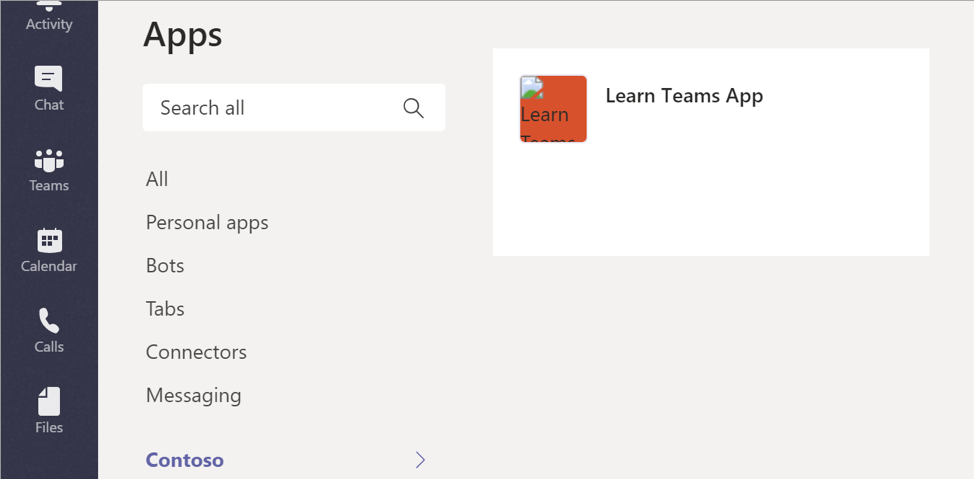 Activity
Chat
Teams
Calendar
Calls
Files
Apps
Search all
All
Personal apps
Bots
Tabs
Connectors
Messaging
Contoso
Learn
Teams
Learn Teams App